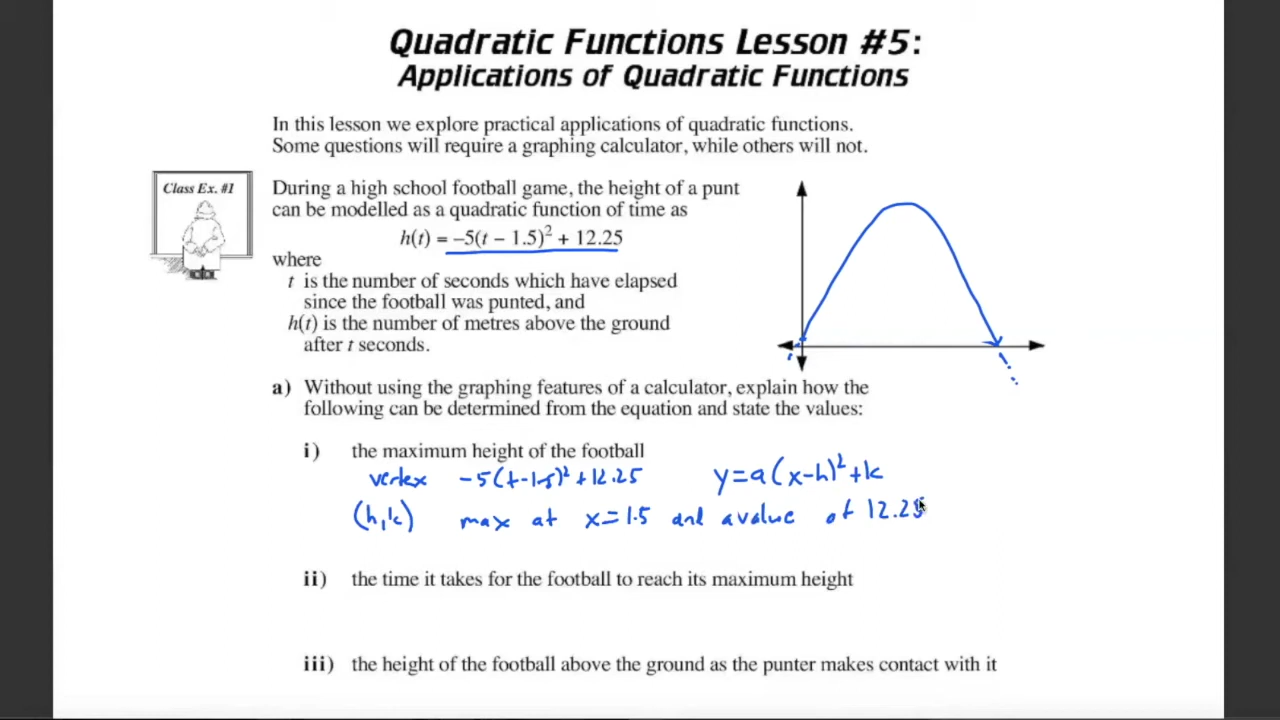 Quadratic Functions Lesson #5:
Applications of Quadratic Functions
In this lesson we explore practical applications of quadratic functions.
Some questions will require a graphing calculator, while others will not.
Class Ex. #1
During a high school football game, the height of a punt
can be modelled as a quadratic function of time as
h(t) = –5(t – 1.5)² + 12.25
where
t is the number of seconds which have elapsed
since the football was punted, and
h(t) is the number of metres above the ground
after t seconds.
a) Without using the graphing features of a calculator, explain how the
following can be determined from the equation and state the values:
i) the maximum height of the football
vertex -5(t-1.5)² + 12.25 y=a(x-h)²+k
(h,k) max at x=1.5 and a value of 12.25
ii) the time it takes for the football to reach its maximum height
iii) the height of the football above the ground as the punter makes contact with it